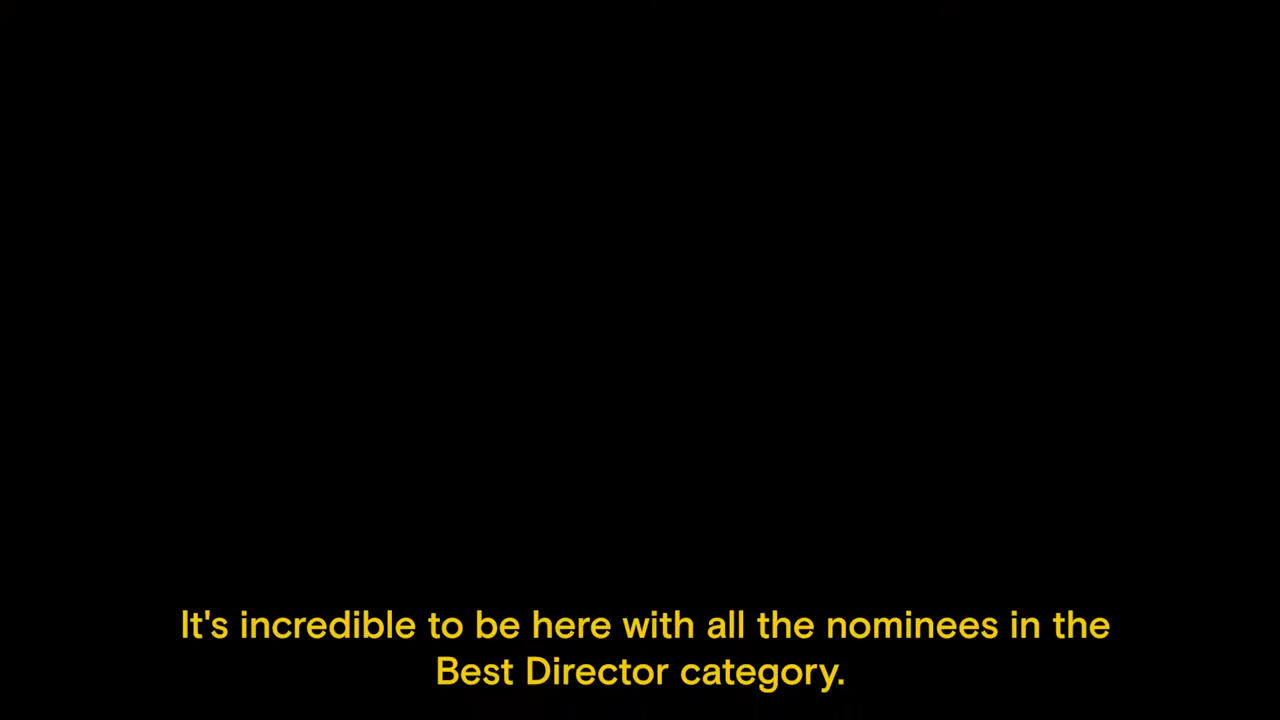 It's incredible to be here with all the nominees in the
Best Director category.